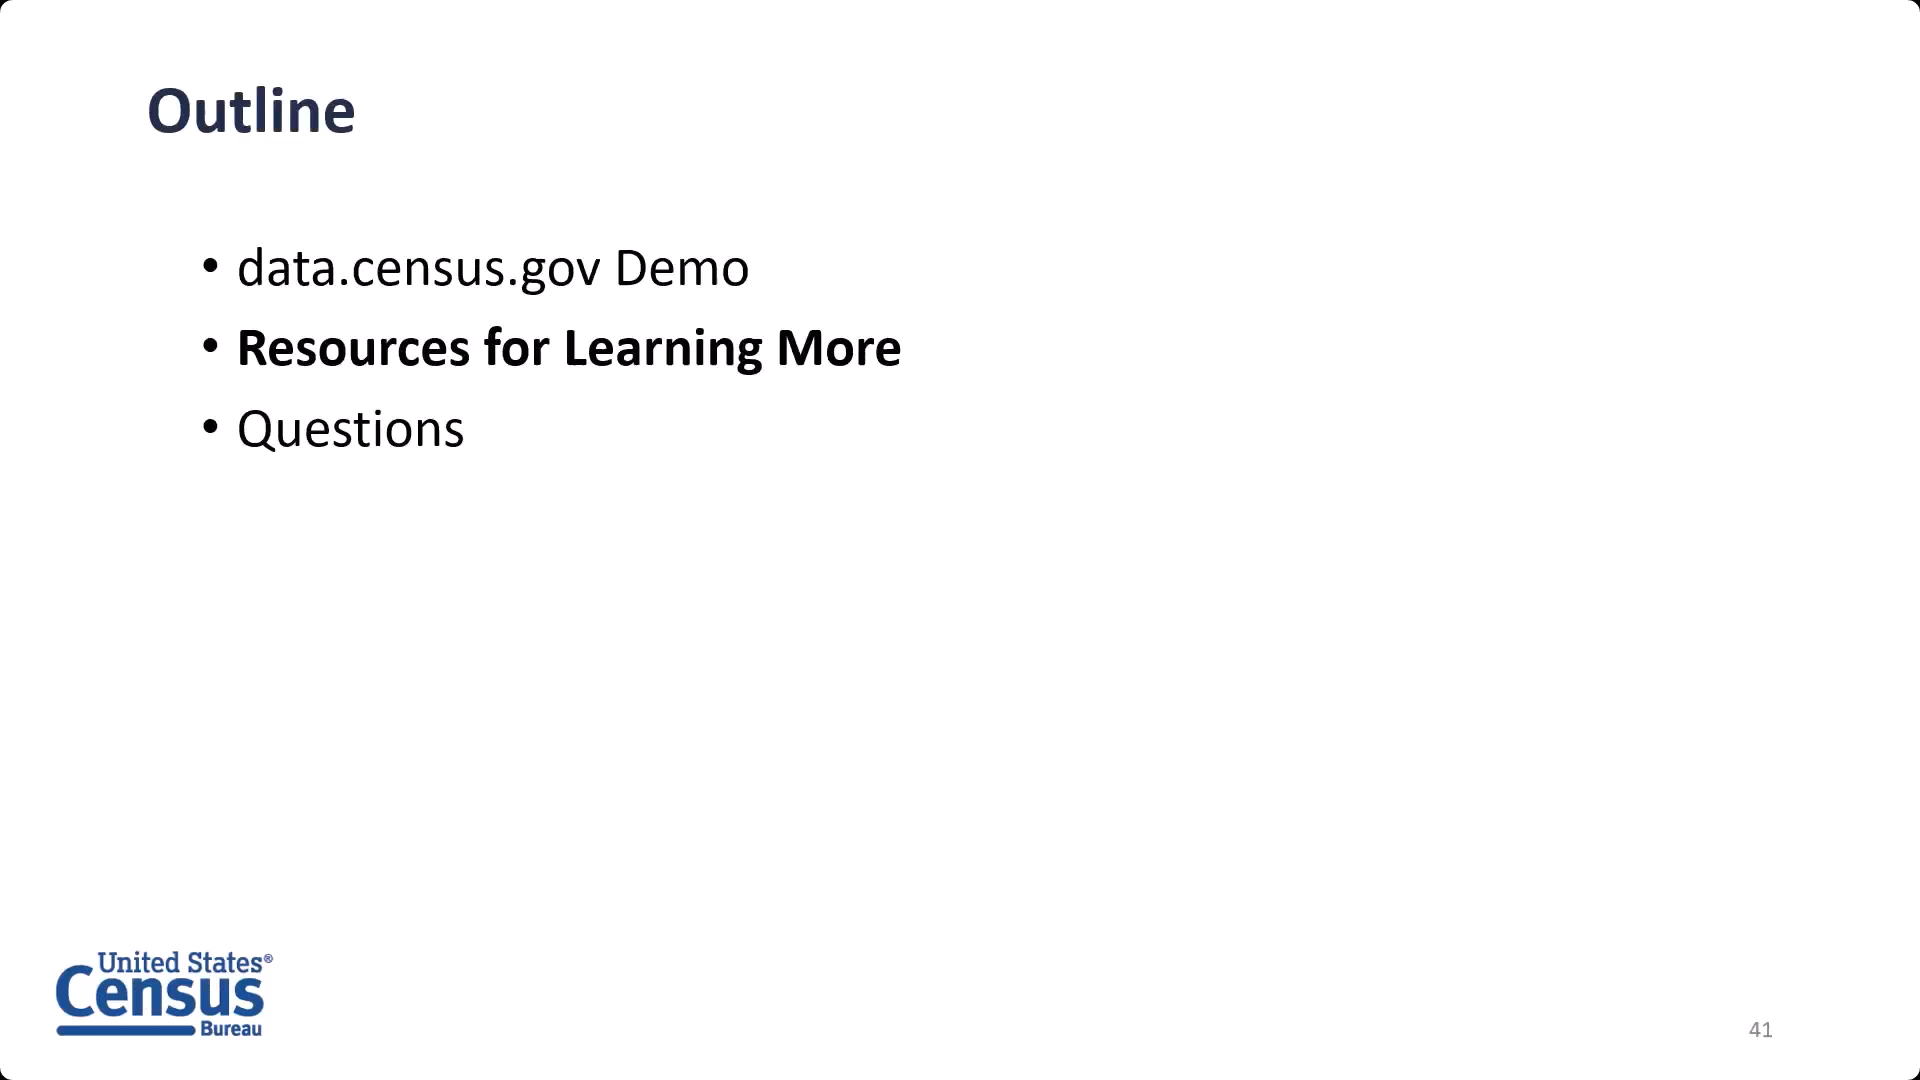 Outline
• data.census.gov Demo
• Resources for Learning More
• Questions
United States®
Census
Bureau
41